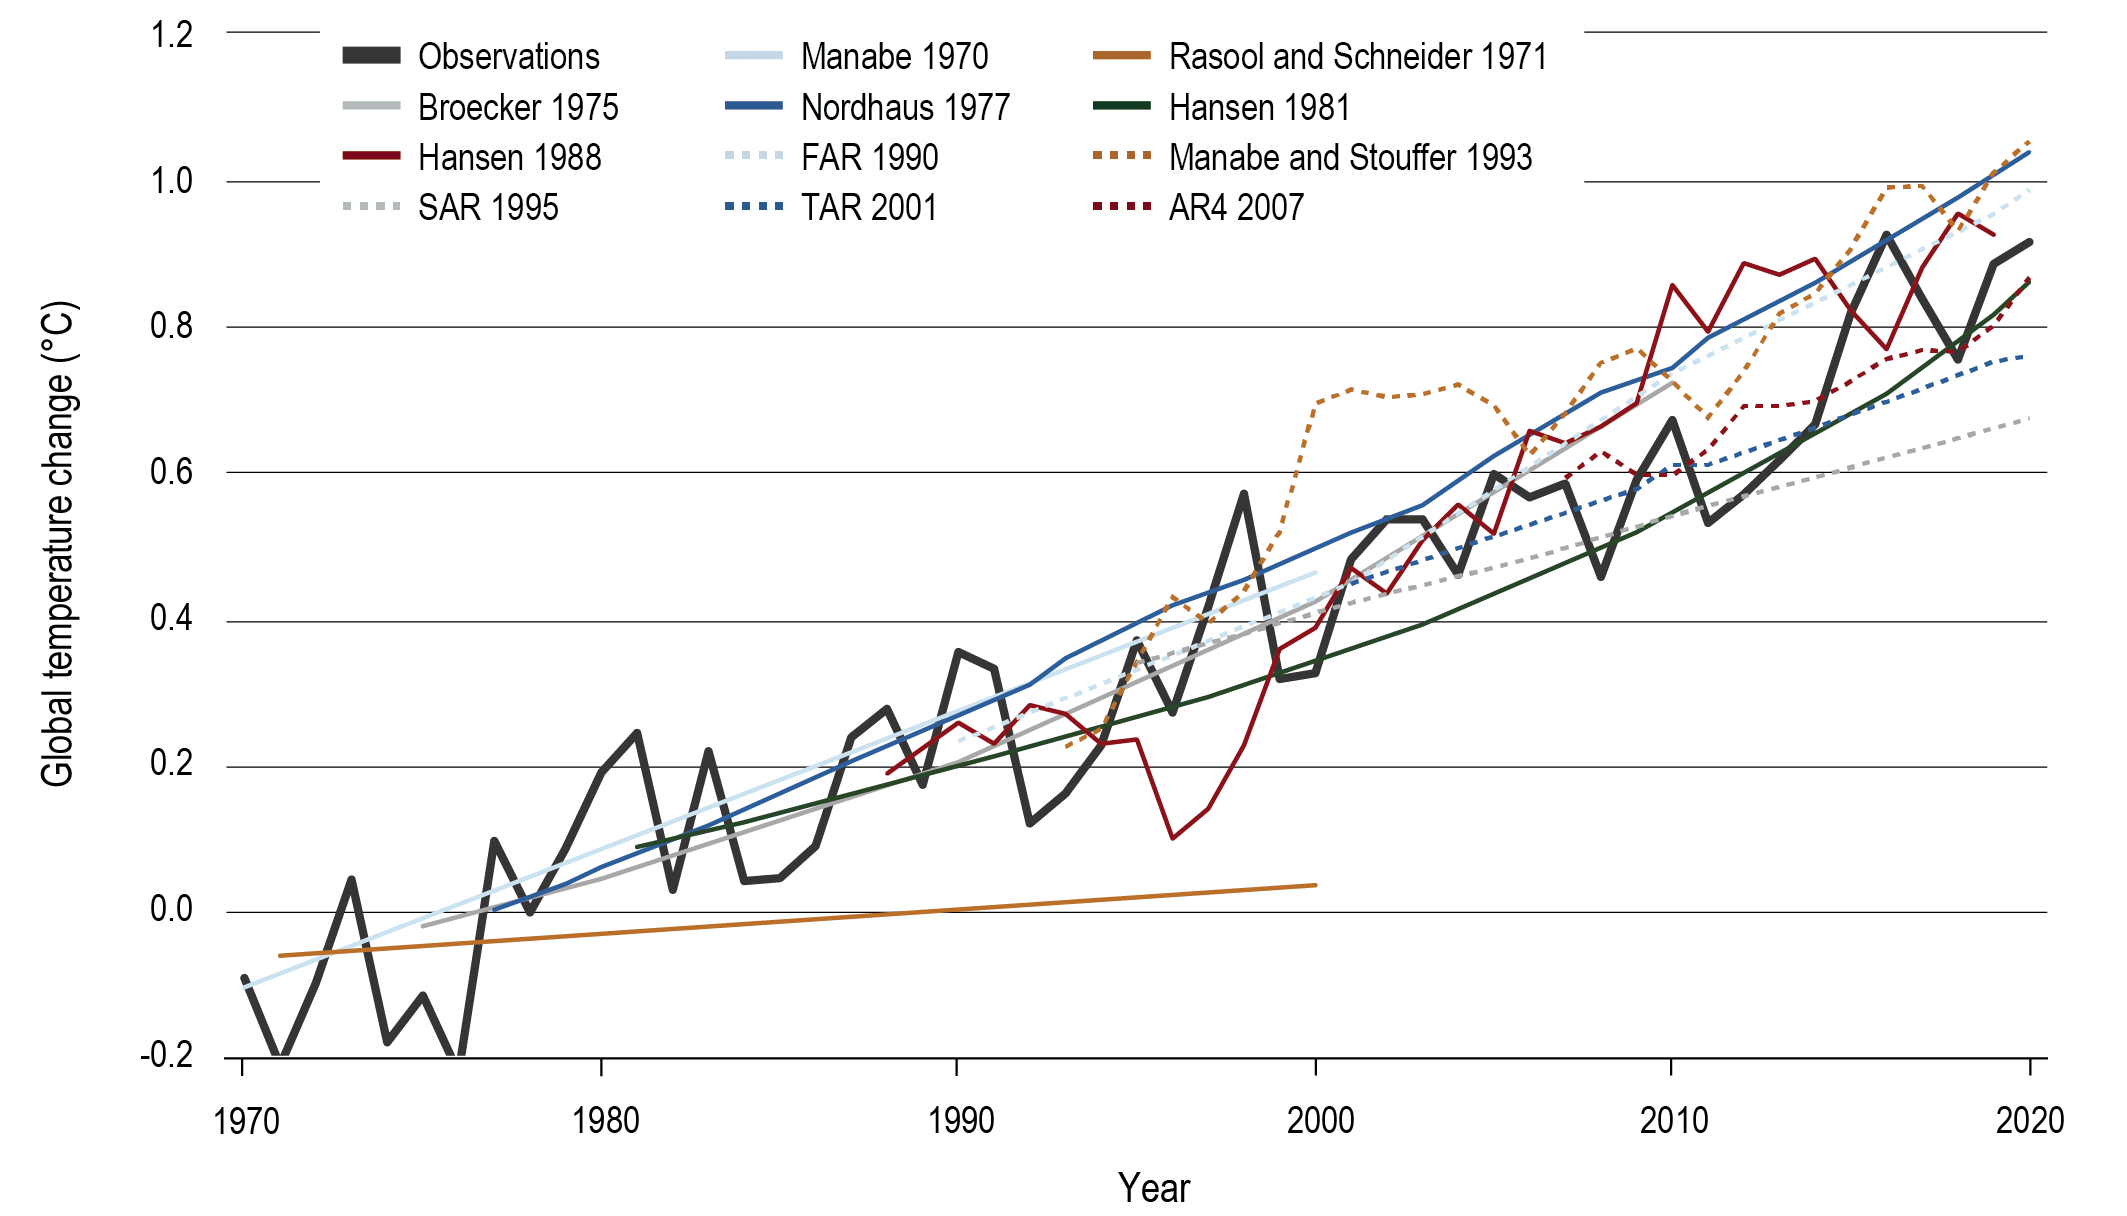 1.2
Observations Manabe 1970 Rasool and Schneider 1971
Broecker 1975 Nordhaus 1977 Hansen 1981
Hansen 1988 FAR 1990 Manabe and Stouffer 1993
1.0
SAR 1995 TAR 2001 AR4 2007
0.8
0.6
0.4
0.2
0.0
-0.2
Global temperature change (°C)
1970 1980 1990 2000 2010 2020
Year